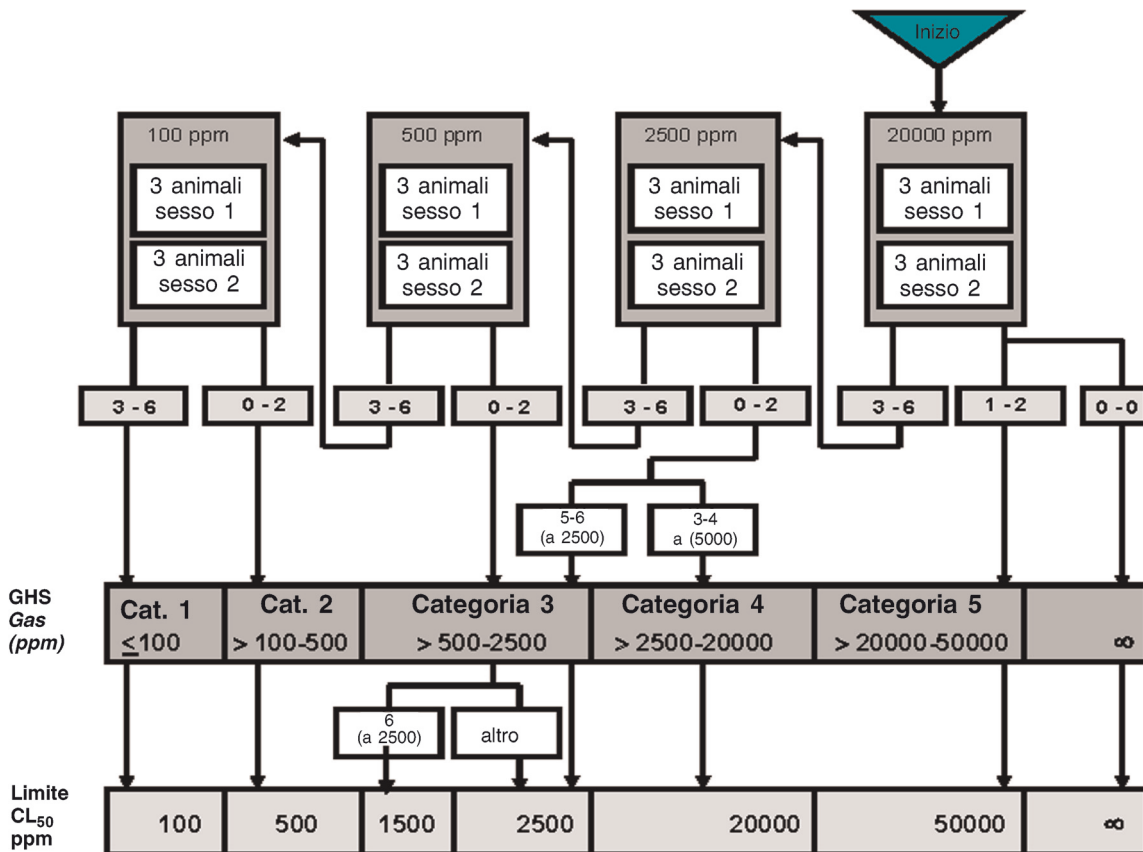 Inizio
100 ppm
500 ppm
2500 ppm
20000 ppm
3 animali
sesso 1
3 animali
sesso 1
3 animali
sesso 1
3 animali
sesso 1
3 animali
sesso 2
3 animali
sesso 2
3 animali
sesso 2
3 animali
sesso 2
3 - 6
0 - 2
3 - 6
0 - 2
3 - 6
0 - 2
3 - 6
1 - 2
0 - 0
5-6
(a 2500)
3-4
a (5000)
GHS
Gas
(ppm)
Cat. 1
≤100
Cat. 2
> 100-500
Categoria 3
> 500-2500
Categoria 4
> 2500-20000
Categoria 5
> 20000-50000
∞
6
(a 2500)
altro
Limite
CL50
ppm
100
500
1500
2500
20000
50000
∞